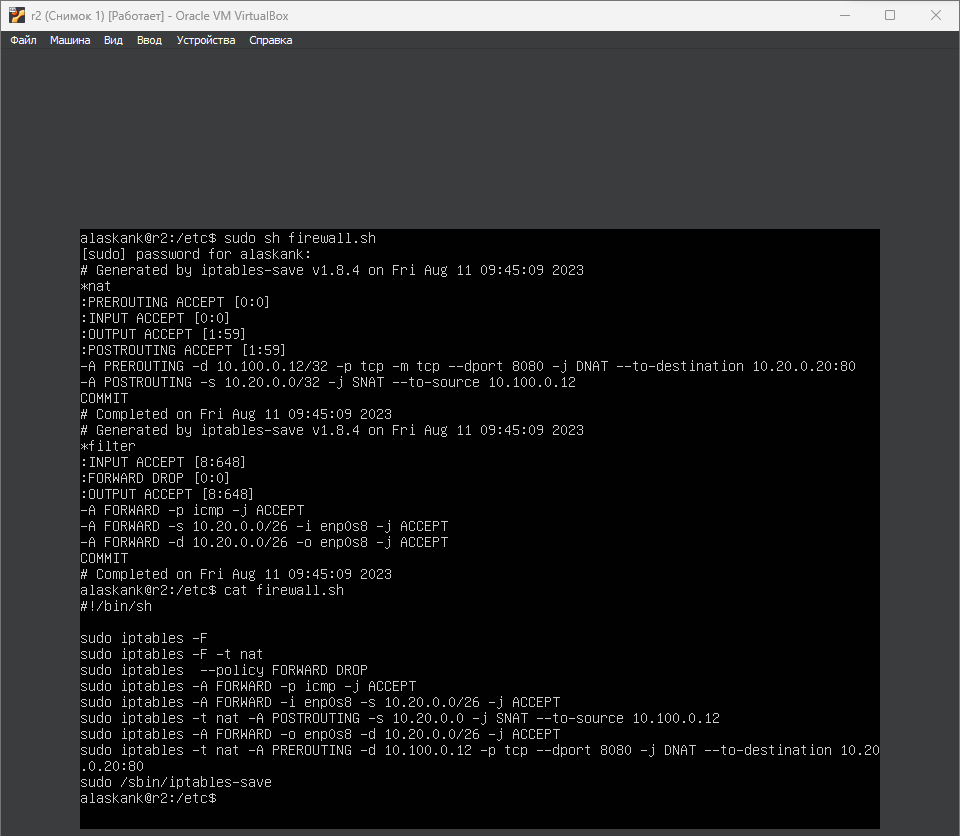 r2 (Снимок 1) [Работает] - Oracle VM VirtualBox
Файл Машина Вид Ввод Устройства Справка
alaskank@r2:/etc$ sudo sh firewall.sh
[sudo] password for alaskank:
# Generated by iptables-save v1.8.4 on Fri Aug 11 09:45:09 2023
*nat
:PREROUTING ACCEPT [0:0]
:INPUT ACCEPT [0:0]
:OUTPUT ACCEPT [1:59]
:POSTROUTING ACCEPT [1:59]
-A PREROUTING -d 10.100.0.12/32 -p tcp -m tcp --dport 8080 -j DNAT --to-destination 10.20.0.20:80
-A POSTROUTING -s 10.20.0.0/32 -j SNAT --to-source 10.100.0.12
COMMIT
# Completed on Fri Aug 11 09:45:09 2023
# Generated by iptables-save v1.8.4 on Fri Aug 11 09:45:09 2023
*filter
:INPUT ACCEPT [8:648]
:FORWARD DROP [0:0]
:OUTPUT ACCEPT [8:648]
-A FORWARD -p icmp -j ACCEPT
-A FORWARD -s 10.20.0.0/26 -i enp0s8 -j ACCEPT
-A FORWARD -d 10.20.0.0/26 -o enp0s8 -j ACCEPT
COMMIT
# Completed on Fri Aug 11 09:45:09 2023
alaskank@r2:/etc$ cat firewall.sh
#!/bin/sh
sudo iptables -F
sudo iptables -F -t nat
sudo iptables  --policy FORWARD DROP
sudo iptables -A FORWARD -p icmp -j ACCEPT
sudo iptables -A FORWARD -i enp0s8 -s 10.20.0.0/26 -j ACCEPT
sudo iptables -t nat -A POSTROUTING -s 10.20.0.0 -j SNAT --to-source 10.100.0.12
sudo iptables -A FORWARD -o enp0s8 -d 10.20.0.0/26 -j ACCEPT
sudo iptables -t nat -A PREROUTING -d 10.100.0.12 -p tcp --dport 8080 -j DNAT --to-destination 10.20
.0.20:80
sudo /sbin/iptables-save
alaskank@r2:/etc$